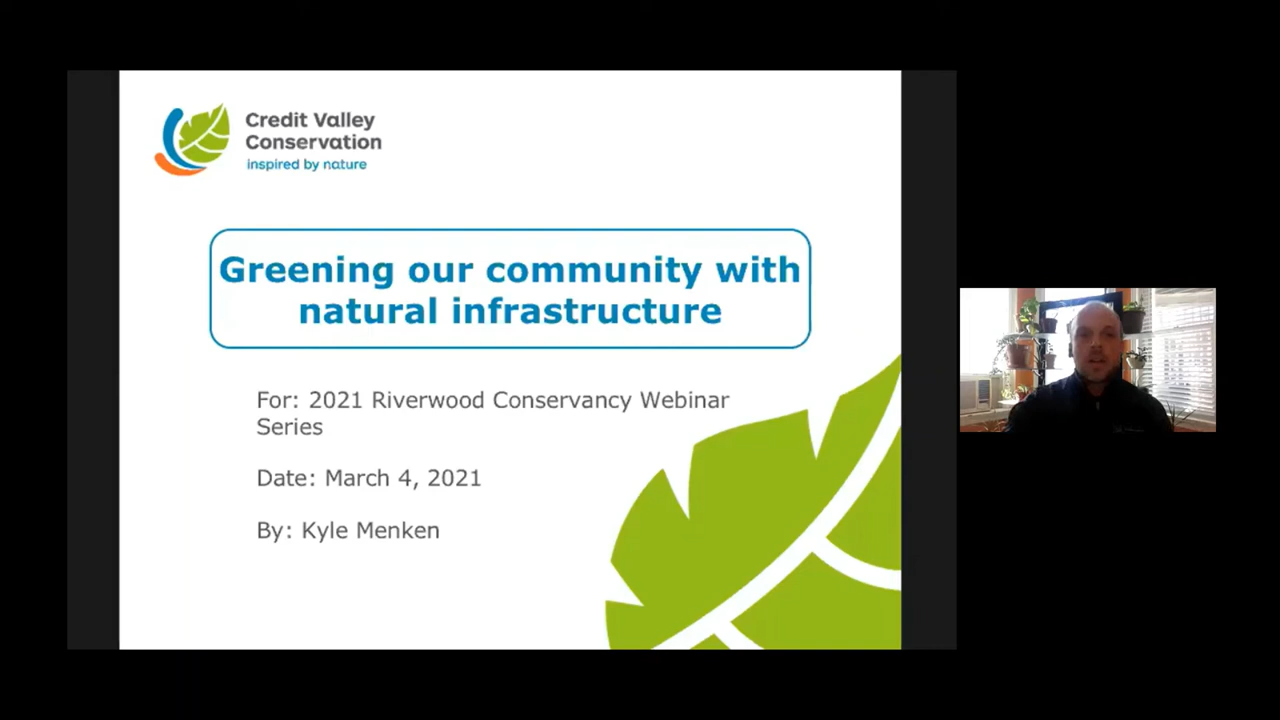 Credit Valley
Conservation
inspired by nature
Greening our community with
natural infrastructure
For: 2021 Riverwood Conservancy Webinar
Series
Date: March 4, 2021
By: Kyle Menken